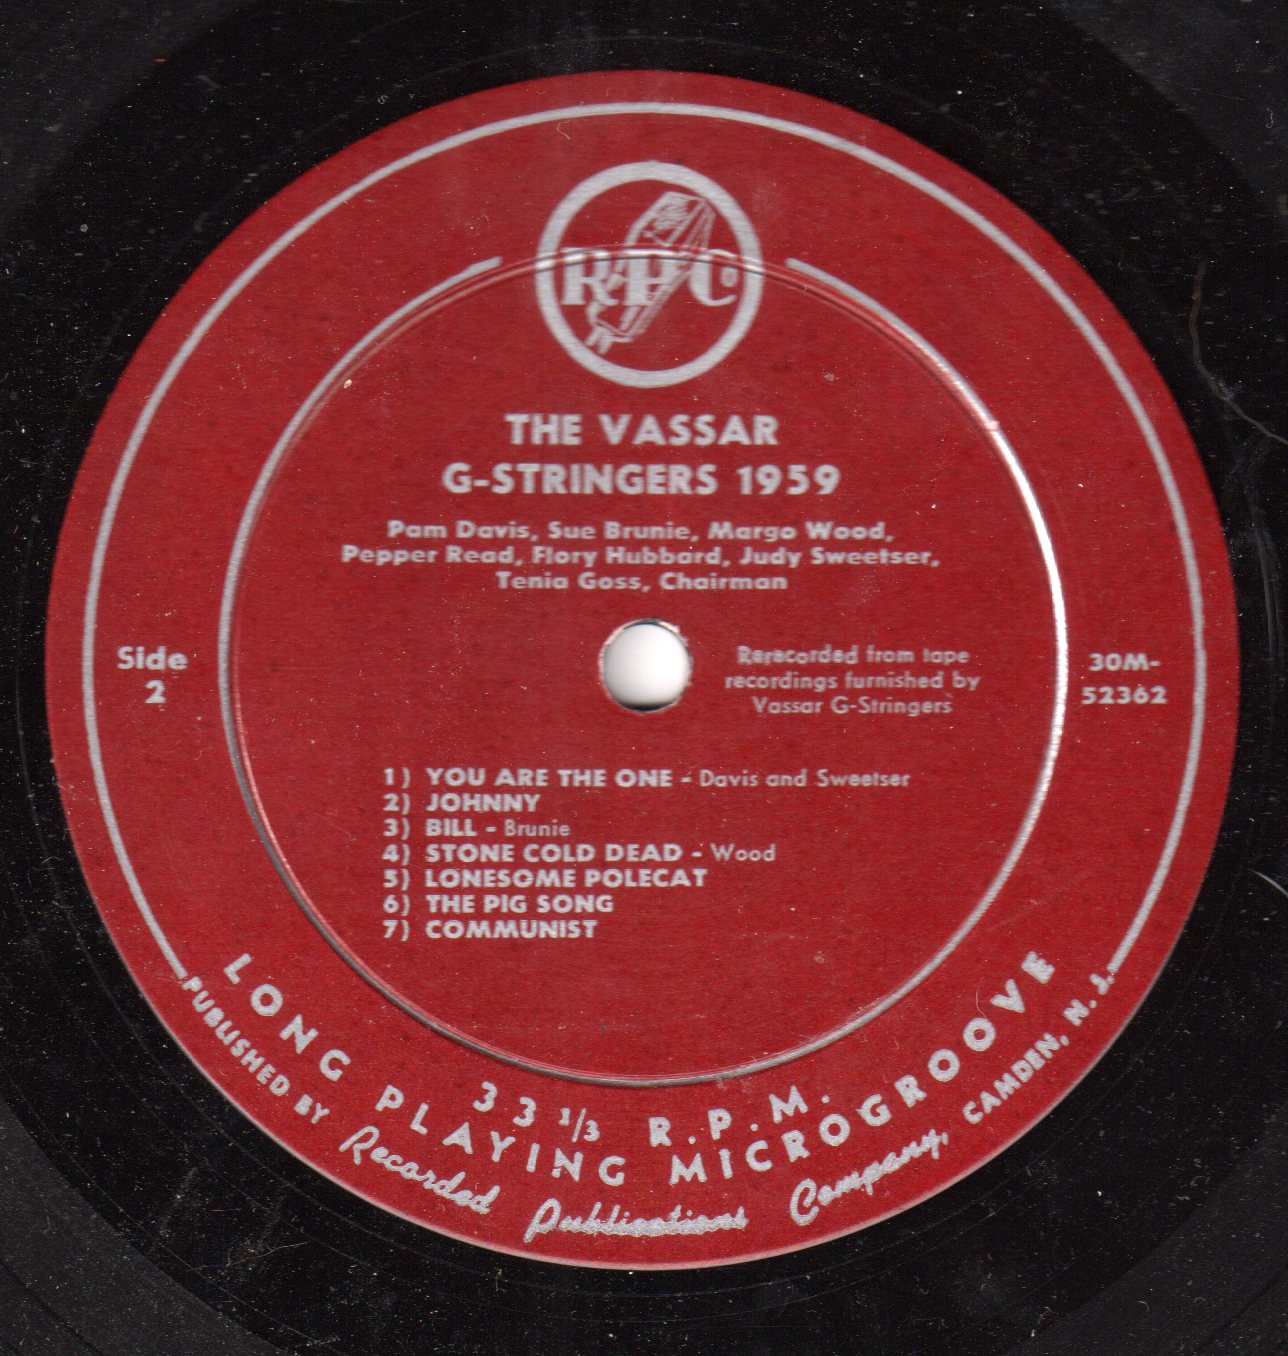 RPCo
THE VASSAR
G-STRINGERS 1959
Pam Davis, Sue Brunie, Margo Wood,
Pepper Read, Flory Hubbard, Judy Sweetser,
Tenia Goss, Chairman
Side
2
Rerecorded from tape
recordings furnished by
Vassar G-Stringers
30M-
52362
1) YOU ARE THE ONE - Davis and Sweetser
2) JOHNNY
3) BILL - Brunie
4) STONE COLD DEAD - Wood
5) LONESOME POLECAT
6) THE PIG SONG
7) COMMUNIST
33 1/3 R.P.M.
LONG PLAYING MICROGROOVE
PUBLISHED BY Recorded Publications Company, CAMDEN, N. J.